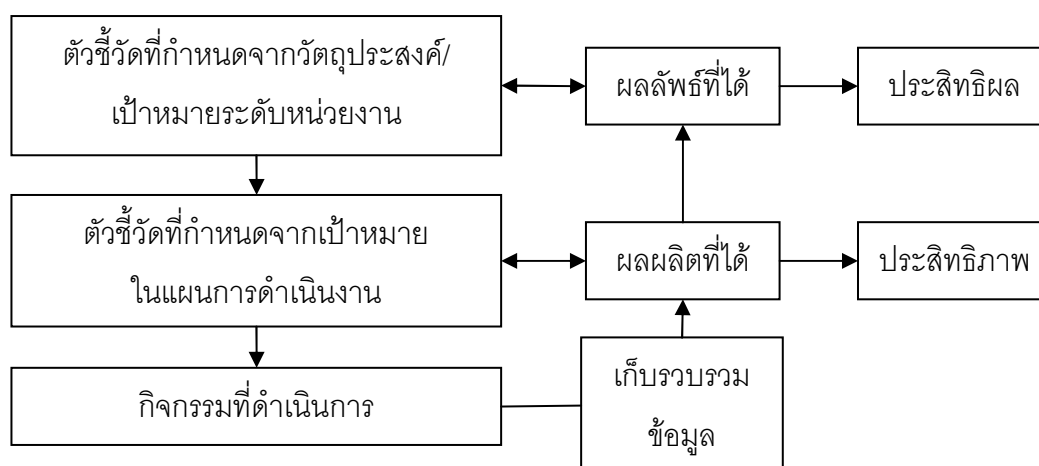 ตัวชี้วัดที่กำหนดจากวัตถุประสงค์/
เป้าหมายระดับหน่วยงาน
ผลลัพธ์ที่ได้
ประสิทธิผล
ตัวชี้วัดที่กำหนดจากเป้าหมาย
ในแผนการดำเนินงาน
ผลผลิตที่ได้
ประสิทธิภาพ
กิจกรรมที่ดำเนินการ
เก็บรวบรวม
ข้อมูล